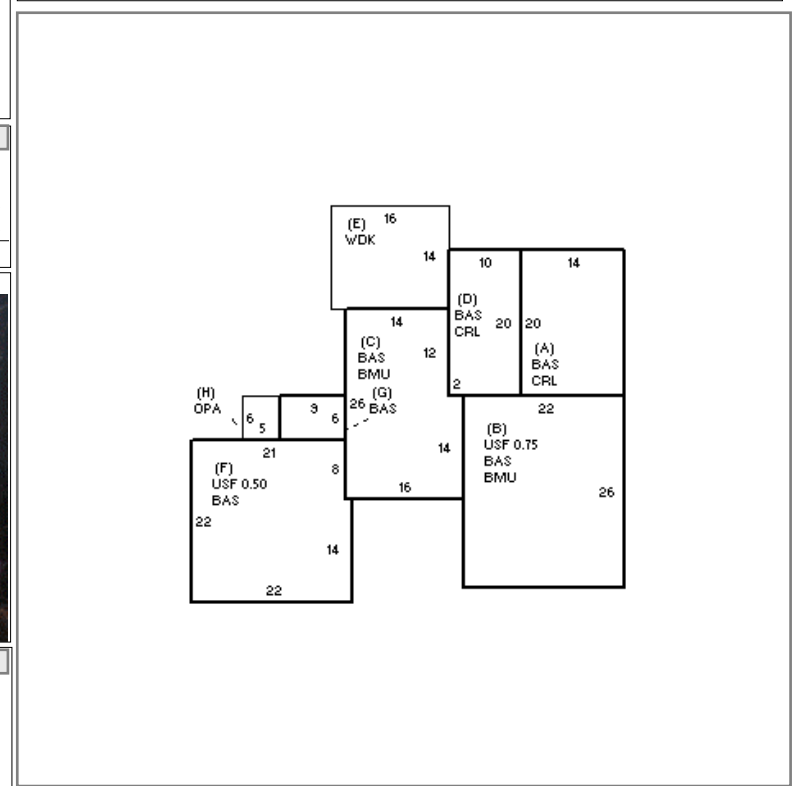 (E) 16
WDK
14
10 14
(D)
BAS 20 20
CRL
(A)
BAS
CRL
14
(C) 12
BAS
BMU
2
(H)
OPA
6 5
9 6
26 (G)
BAS
22
(B)
USF 0.75
BAS
BMU
26
14
16
21
(F) 8
USF 0.50
BAS
22
14
22